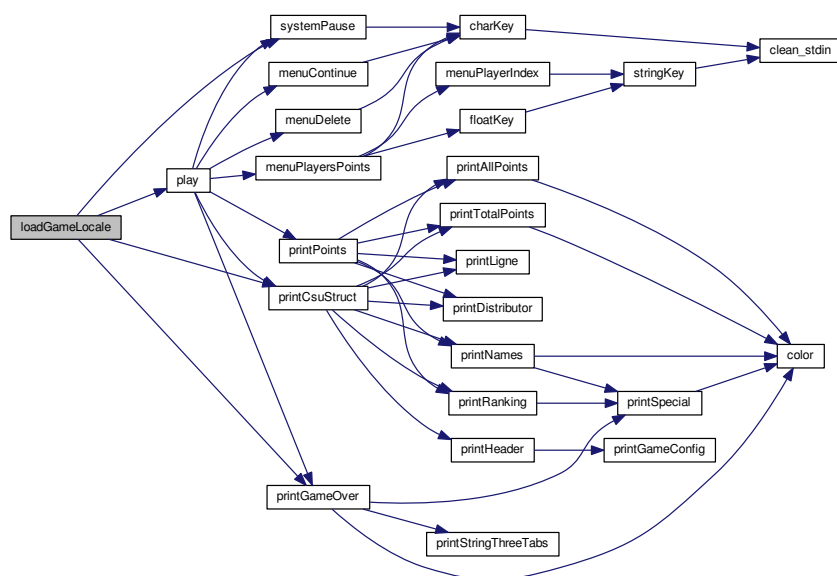 systemPause
charKey
clean_stdin
menuContinue
menuPlayerIndex
stringKey
menuDelete
floatKey
menuPlayersPoints
printAllPoints
play
printTotalPoints
loadGameLocale
printPoints
printLigne
printCsuStruct
printDistributor
printNames
color
printRanking
printSpecial
printHeader
printGameConfig
printGameOver
printStringThreeTabs